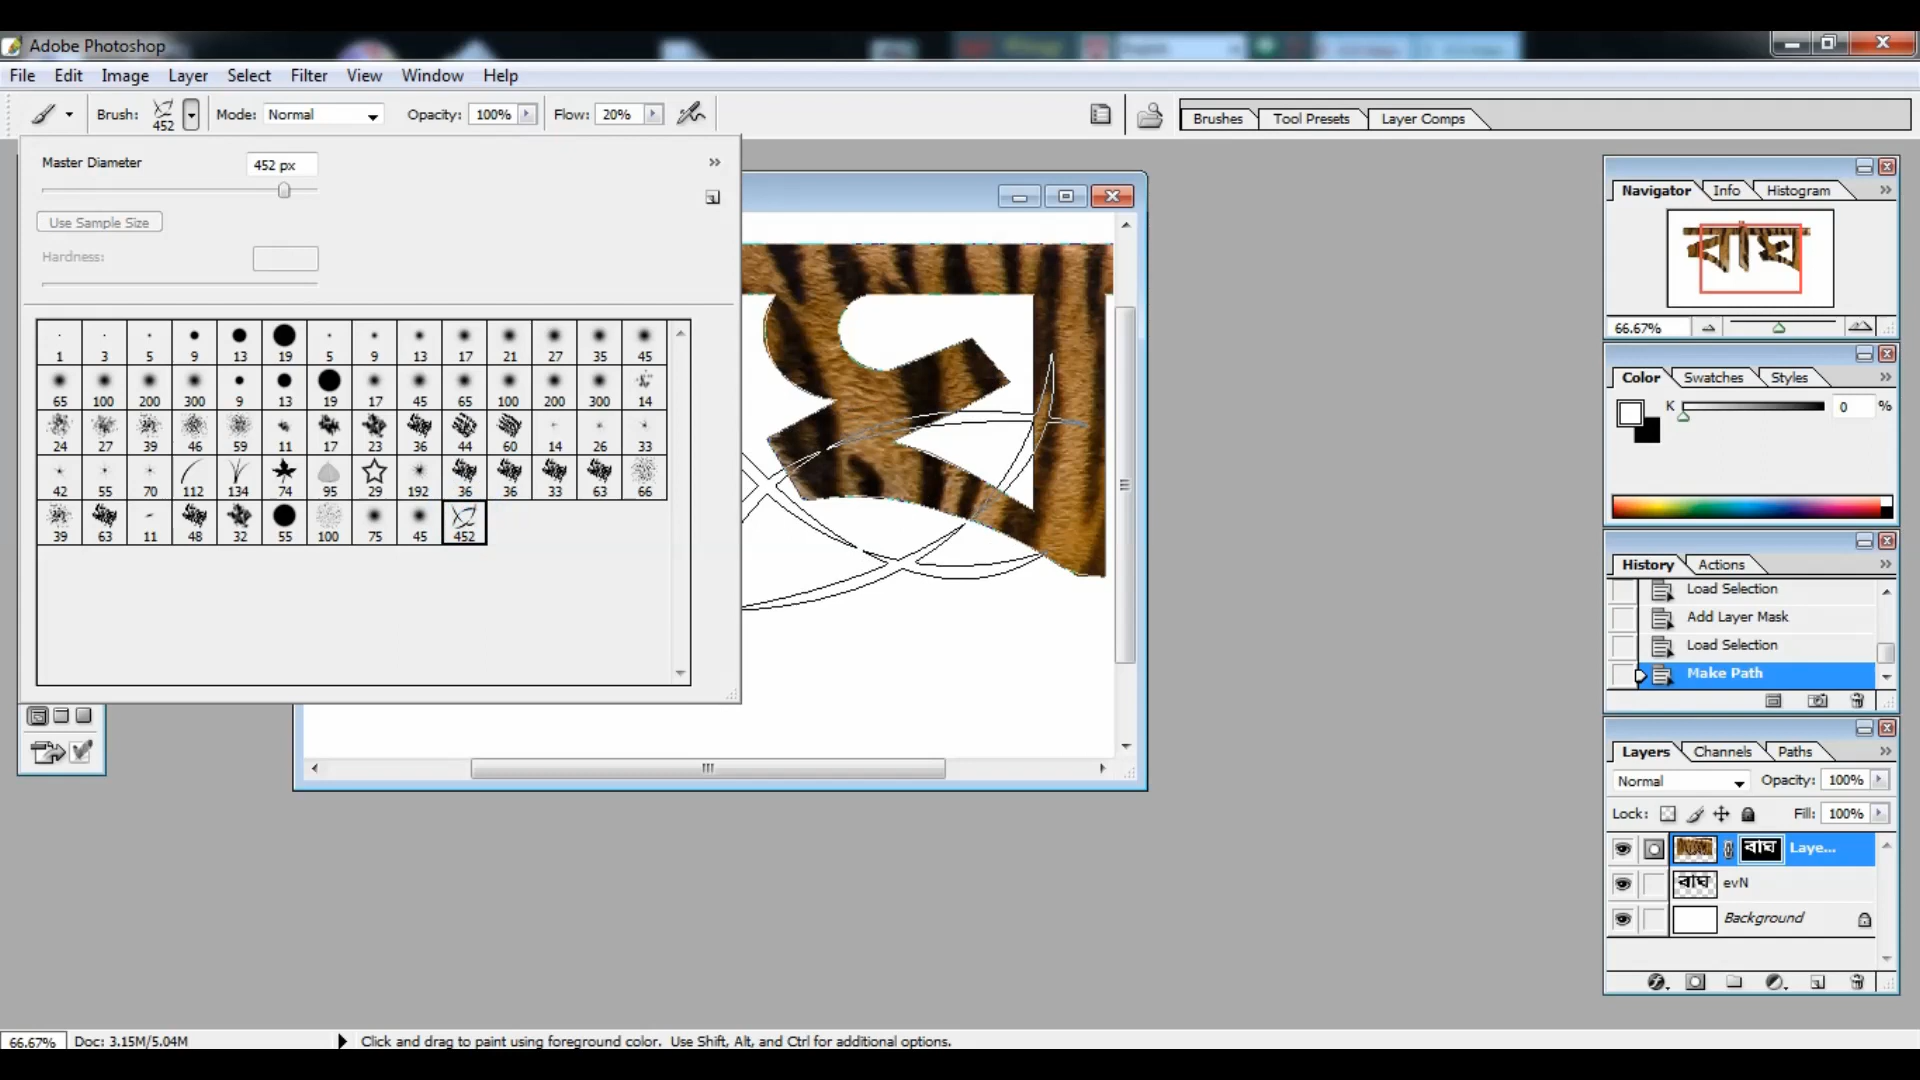 Adobe Photoshop
File Edit Image Layer Select Filter View Window Help
Brush: 452 Mode: Normal Opacity: 100% Flow: 20% Brushes Tool Presets Layer Comps
Master Diameter 452 px
Use Sample Size
Hardness:
1 3 5 9 13 19 5 9 13 17 21 27 35 45
65 100 200 300 9 13 19 17 45 65 100 200 300 14
24 27 39 46 59 11 17 23 36 44 60 14 26 33
42 55 70 112 134 74 95 29 192 36 36 33 63 66
39 63 11 48 32 55 100 75 45 452
Navigator Info Histogram
বাঘ
66.67%
Color Swatches Styles
K 0 %
History Actions
Load Selection
Add Layer Mask
Load Selection
Make Path
Layers Channels Paths
Normal Opacity: 100%
Lock: Fill: 100%
বাঘ Laye...
বাঘ evN
Background
66.67% Doc: 3.15M/5.04M Click and drag to paint using foreground color. Use Shift, Alt, and Ctrl for additional options.